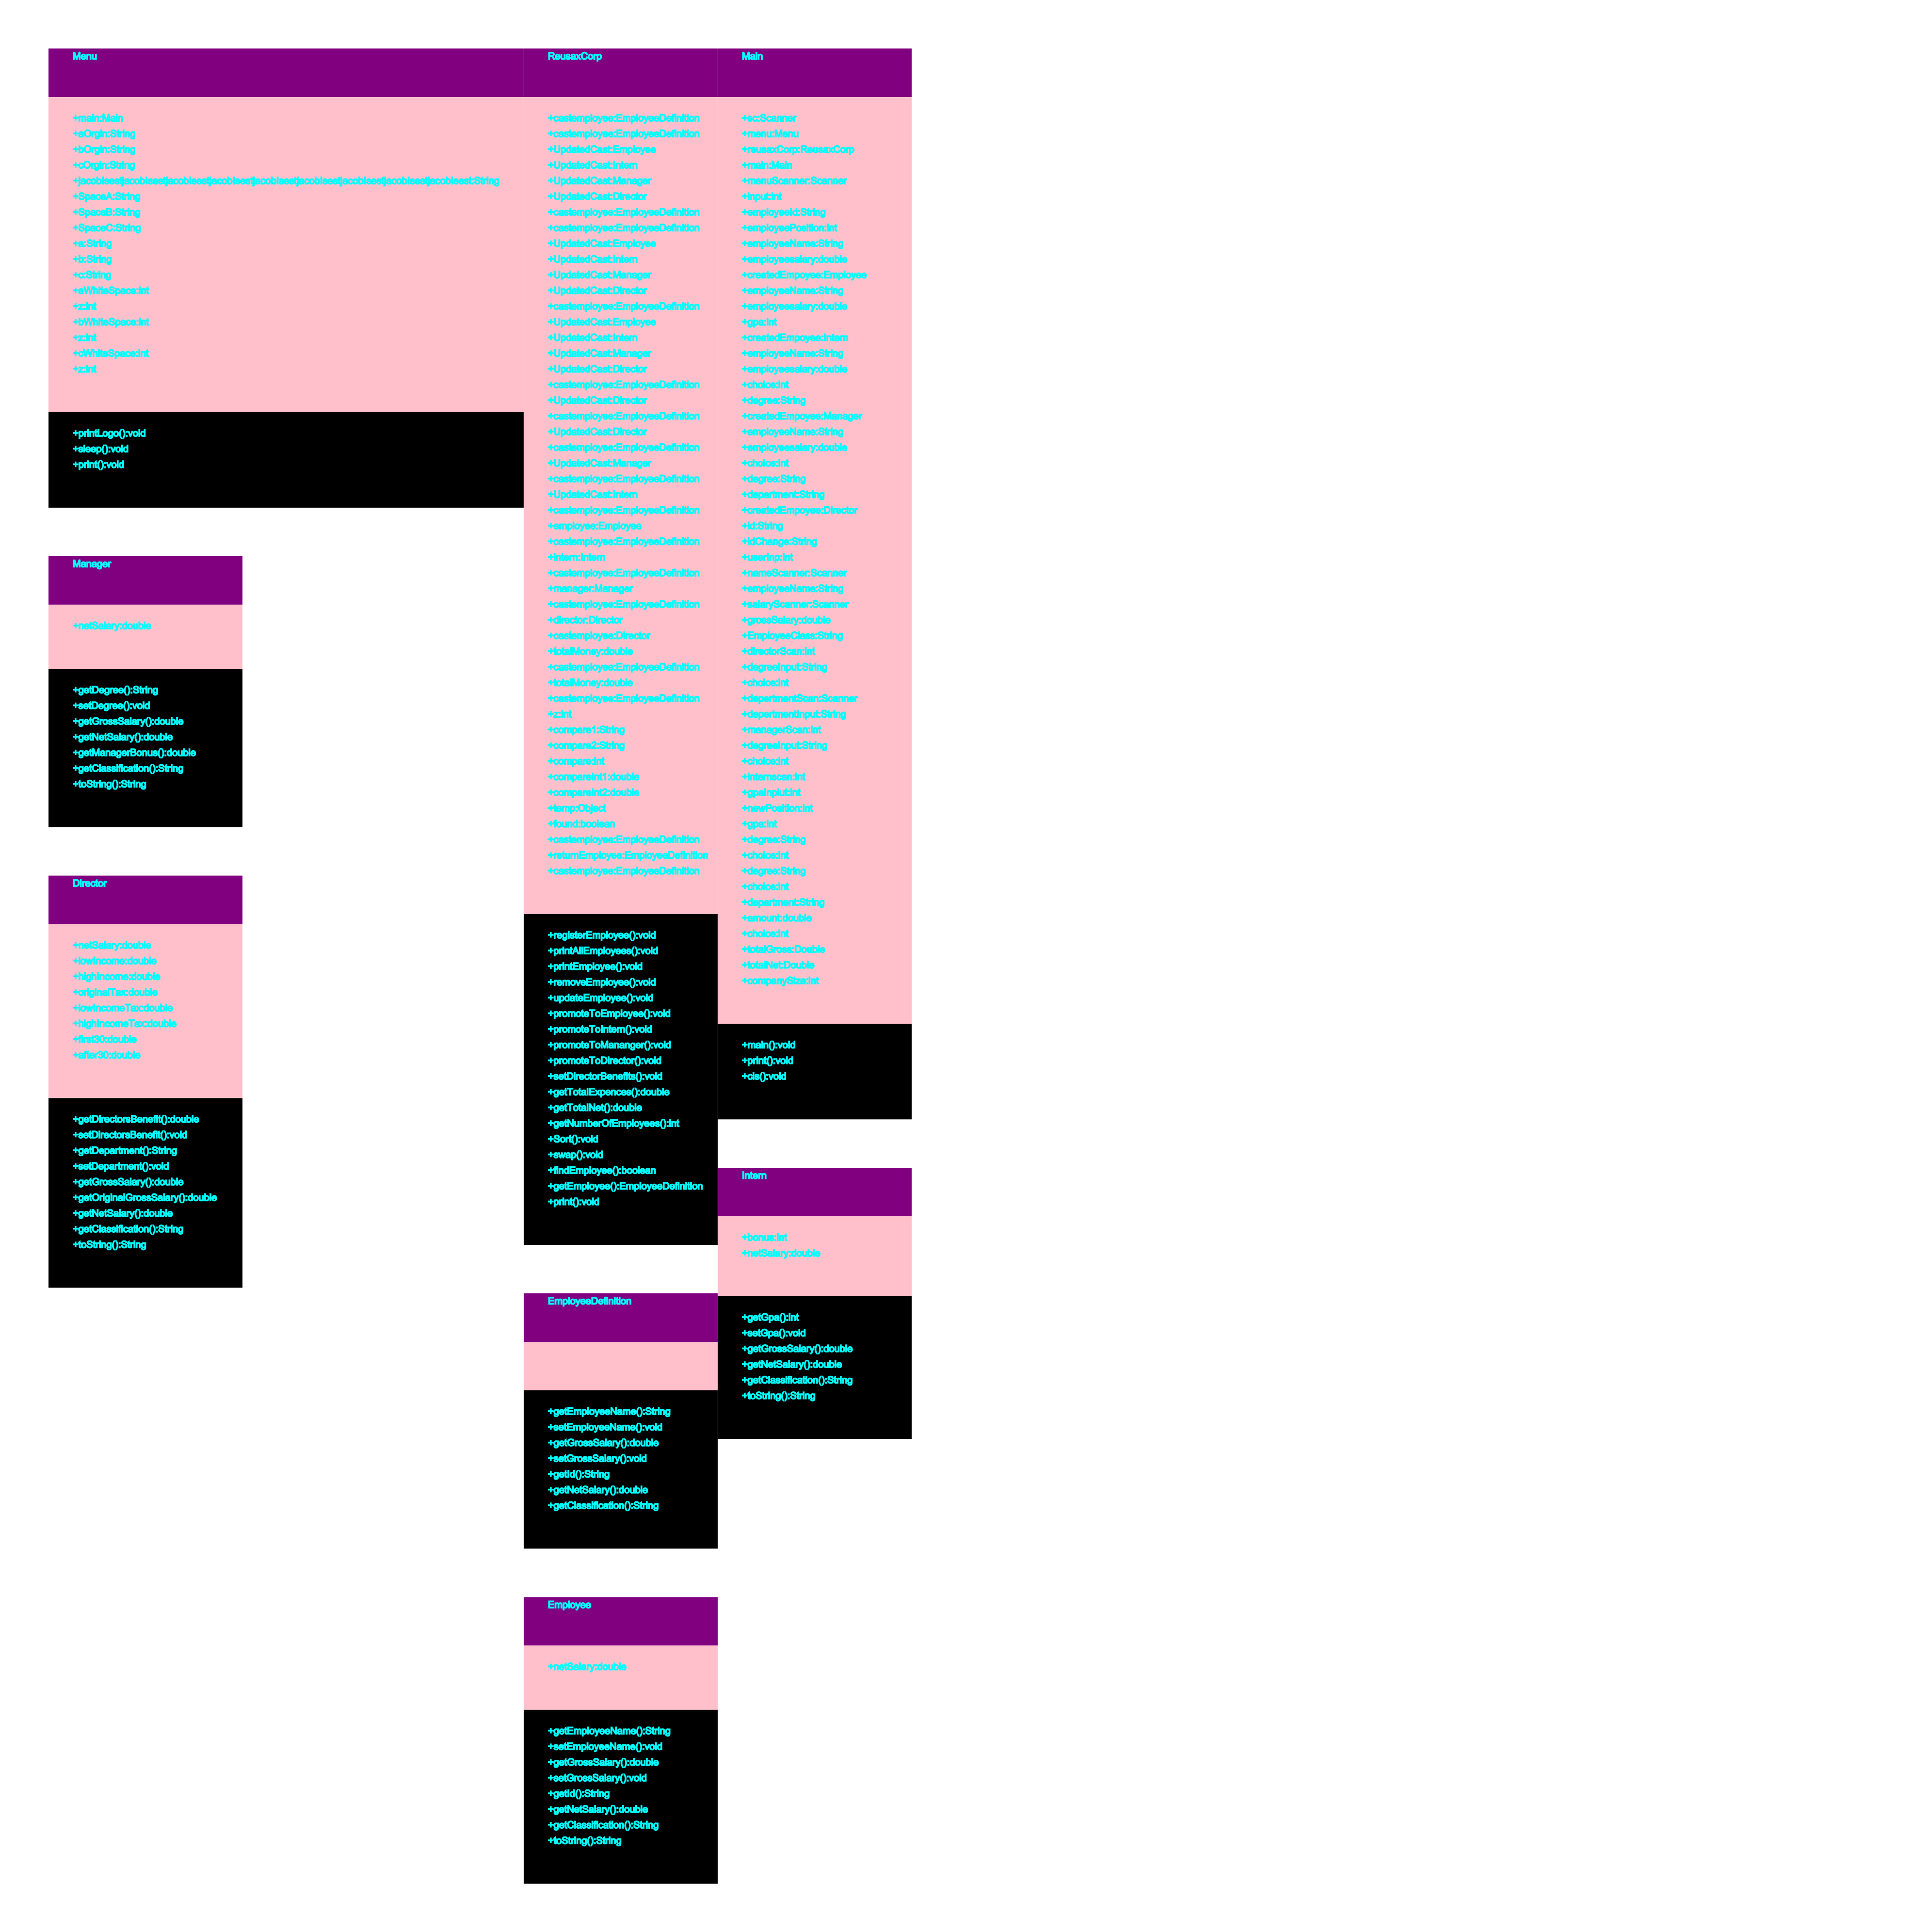 Menu
+main:Main
+aOrgin:String
+bOrgin:String
+cOrgin:String
+jacobisestjacobisestjacobisestjacobisestjacobisestjacobisestjacobisestjacobisestjacobisest:String
+SpaceA:String
+SpaceB:String
+SpaceC:String
+a:String
+b:String
+c:String
+aWhiteSpace:int
+z:int
+bWhiteSpace:int
+z:int
+cWhiteSpace:int
+z:int
+printLogo():void
+sleep():void
+print():void
Manager
+netSalary:double
+getDegree():String
+setDegree():void
+getGrossSalary():double
+getNetSalary():double
+getManagerBonus():double
+getClassification():String
+toString():String
Director
+netSalary:double
+lowIncome:double
+highIncome:double
+originalTax:double
+lowIncomeTax:double
+highIncomeTax:double
+first30:double
+after30:double
+getDirectorsBenefit():double
+setDirectorsBenefit():void
+getDepartment():String
+setDepartment():void
+getGrossSalary():double
+getOriginalGrossSalary():double
+getNetSalary():double
+getClassification():String
+toString():String
ReusaxCorp
+castemployee:EmployeeDefinition
+castemployee:EmployeeDefinition
+UpdatedCast:Employee
+UpdatedCast:Intern
+UpdatedCast:Manager
+UpdatedCast:Director
+castemployee:EmployeeDefinition
+castemployee:EmployeeDefinition
+UpdatedCast:Employee
+UpdatedCast:Intern
+UpdatedCast:Manager
+UpdatedCast:Director
+castemployee:EmployeeDefinition
+UpdatedCast:Employee
+UpdatedCast:Intern
+UpdatedCast:Manager
+UpdatedCast:Director
+castemployee:EmployeeDefinition
+UpdatedCast:Director
+castemployee:EmployeeDefinition
+UpdatedCast:Director
+castemployee:EmployeeDefinition
+UpdatedCast:Manager
+castemployee:EmployeeDefinition
+UpdatedCast:Intern
+castemployee:EmployeeDefinition
+employee:Employee
+castemployee:EmployeeDefinition
+intern:Intern
+castemployee:EmployeeDefinition
+manager:Manager
+castemployee:EmployeeDefinition
+director:Director
+castemployee:Director
+totalMoney:double
+castemployee:EmployeeDefinition
+totalMoney:double
+castemployee:EmployeeDefinition
+z:int
+compare1:String
+compare2:String
+compare:int
+compareInt1:double
+compareInt2:double
+temp:Object
+found:boolean
+castemployee:EmployeeDefinition
+returnEmployee:EmployeeDefinition
+castemployee:EmployeeDefinition
+registerEmployee():void
+printAllEmployees():void
+printEmployee():void
+removeEmployee():void
+updateEmployee():void
+promoteToEmployee():void
+promoteToIntern():void
+promoteToMananger():void
+promoteToDirector():void
+setDirectorBenefits():void
+getTotalExpences():double
+getTotalNet():double
+getNumberOfEmployees():int
+Sort():void
+swap():void
+findEmployee():boolean
+getEmployee():EmployeeDefinition
+print():void
EmployeeDefinition
+getEmployeeName():String
+setEmployeeName():void
+getGrossSalary():double
+setGrossSalary():void
+getId():String
+getNetSalary():double
+getClassification():String
Employee
+netSalary:double
+getEmployeeName():String
+setEmployeeName():void
+getGrossSalary():double
+setGrossSalary():void
+getId():String
+getNetSalary():double
+getClassification():String
+toString():String
Main
+sc:Scanner
+menu:Menu
+reusaxCorp:ReusaxCorp
+main:Main
+menuScanner:Scanner
+input:int
+employeeId:String
+employeePosition:int
+employeeName:String
+employeesalary:double
+createdEmpoyee:Employee
+employeeName:String
+employeesalary:double
+gpa:int
+createdEmpoyee:Intern
+employeeName:String
+employeesalary:double
+choice:int
+degree:String
+createdEmpoyee:Manager
+employeeName:String
+employeesalary:double
+choice:int
+degree:String
+department:String
+createdEmpoyee:Director
+id:String
+idChange:String
+userInp:int
+nameScanner:Scanner
+employeeName:String
+salaryScanner:Scanner
+grossSalary:double
+EmployeeClass:String
+directorScan:int
+degreeInput:String
+choice:int
+departmentScan:Scanner
+departmentInput:String
+managerScan:int
+degreeInput:String
+choice:int
+internscan:int
+gpaInpiut:int
+newPosition:int
+gpa:int
+degree:String
+choice:int
+degree:String
+choice:int
+department:String
+amount:double
+choice:int
+totalGross:Double
+totalNet:Double
+companySize:int
+main():void
+print():void
+cls():void
Intern
+bonus:int
+netSalary:double
+getGpa():int
+setGpa():void
+getGrossSalary():double
+getNetSalary():double
+getClassification():String
+toString():String